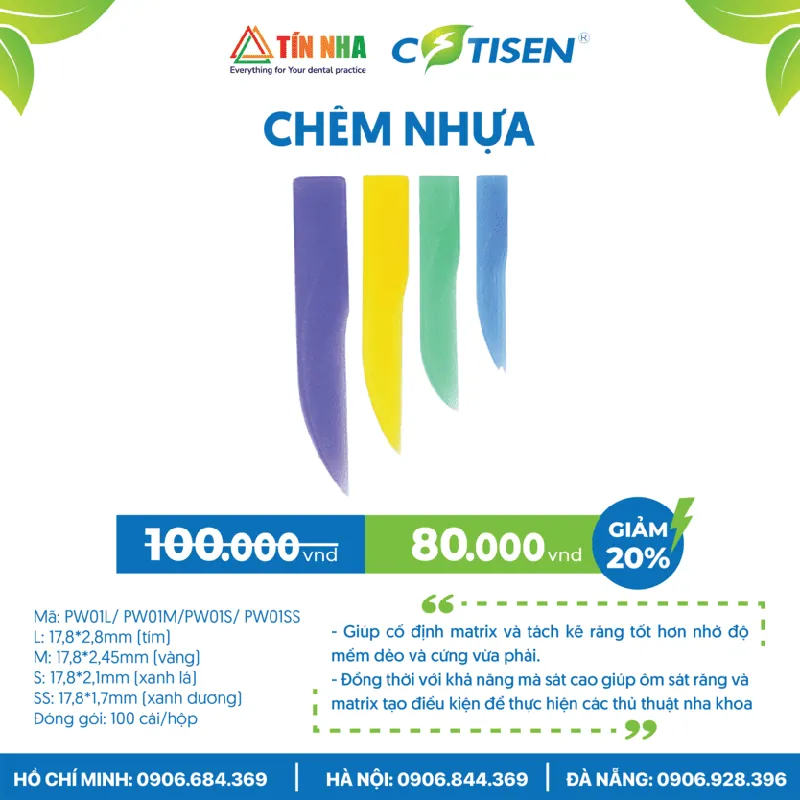 TÍN NHA
Everything for Your dental practice
COTISEN®
CHÊM NHỰA
100.000 vnd
80.000 vnd
GIẢM
20%
Mã: PW01L/ PW01M/PW01S/ PW01SS
L: 17,8*2,8mm (tím)
M: 17,8*2,45mm (vàng)
S: 17,8*2,1mm (xanh lá)
SS: 17,8*1,7mm (xanh dương)
Đóng gói: 100 cái/hộp
- Giúp cố định matrix và tách kẽ răng tốt hơn nhờ độ
mềm dẻo và cứng vừa phải.
- Đồng thời với khả năng mà sát cao giúp ôm sát răng và
matrix tạo điều kiện để thực hiện các thủ thuật nha khoa
HỒ CHÍ MINH: 0906.684.369 | HÀ NỘI: 0906.844.369 | ĐÀ NẴNG: 0906.928.396